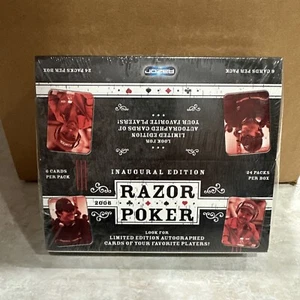 24 PACKS PER BOX
RAZOR
6 CARDS PER PACK
LOOK FOR
LIMITED EDITION
AUTOGRAPHED CARDS OF
YOUR FAVORITE PLAYERS!
INAUGURAL EDITION
6 CARDS
PER PACK
24 PACKS
PER BOX
RAZOR
2006
POKER
LOOK FOR
LIMITED EDITION AUTOGRAPHED
CARDS OF YOUR FAVORITE PLAYERS!